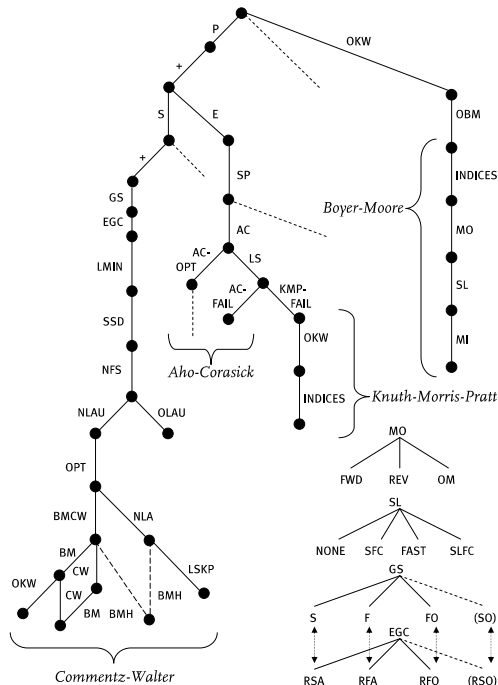 P
OKW
+
S
E
OBM
+
GS
SP
INDICES
EGC
Boyer-Moore
AC
MO
LMIN
AC-
OPT
LS
SL
AC-
FAIL
KMP-
FAIL
SSD
OKW
MI
NFS
Aho-Corasick
INDICES
Knuth-Morris-Pratt
NLAU
OLAU
MO
OPT
FWD REV OM
SL
BMCW
NLA
NONE SFC FAST SLFC
BM
CW
LSKP
GS
OKW
CW
BM
BMH
BMH
S F FO (SO)
EGC
Commentz-Walter
RSA RFA RFO (RSO)